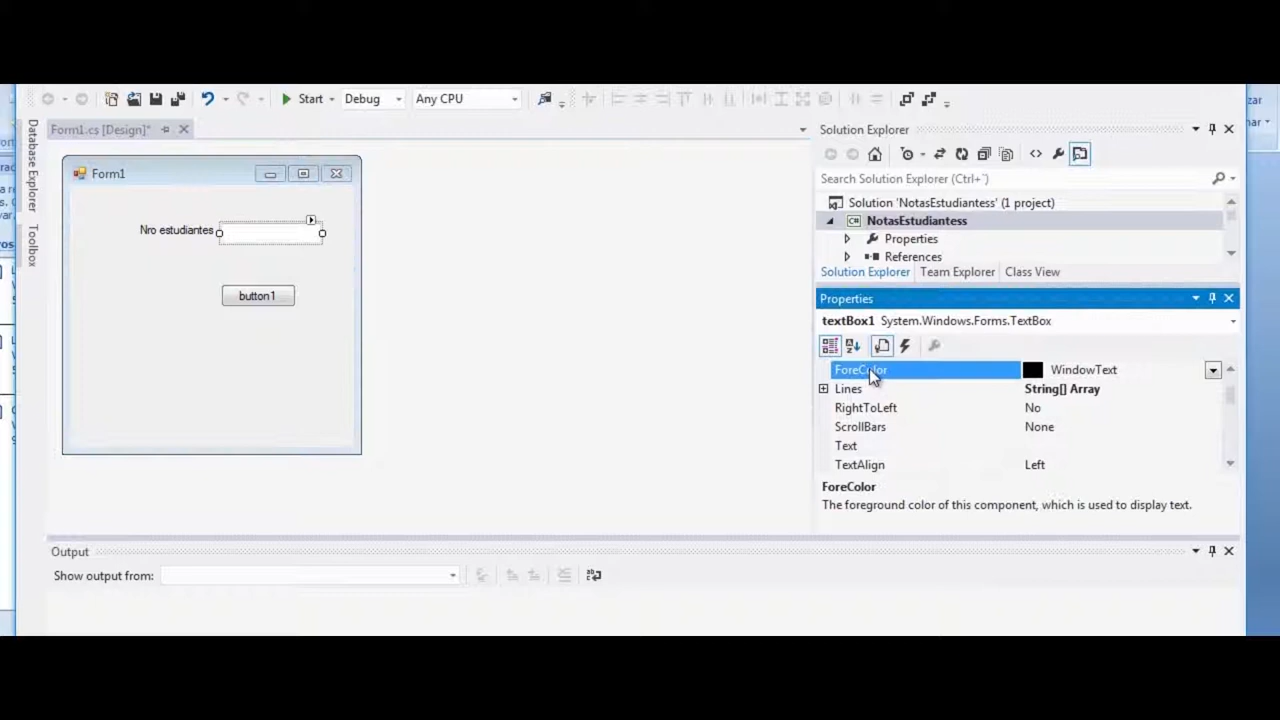 Start Debug Any CPU
zar
nar
Form1.cs [Design]*
Database Explorer
Toolbox
Form1
Nro estudiantes
button1
Solution Explorer
Search Solution Explorer (Ctrl+¨)
Solution 'NotasEstudiantess' (1 project)
C# NotasEstudiantess
Properties
References
Solution Explorer Team Explorer Class View
Properties
textBox1 System.Windows.Forms.TextBox
ForeColor WindowText
Lines String[] Array
RightToLeft No
ScrollBars None
Text
TextAlign Left
ForeColor
The foreground color of this component, which is used to display text.
Output
Show output from: